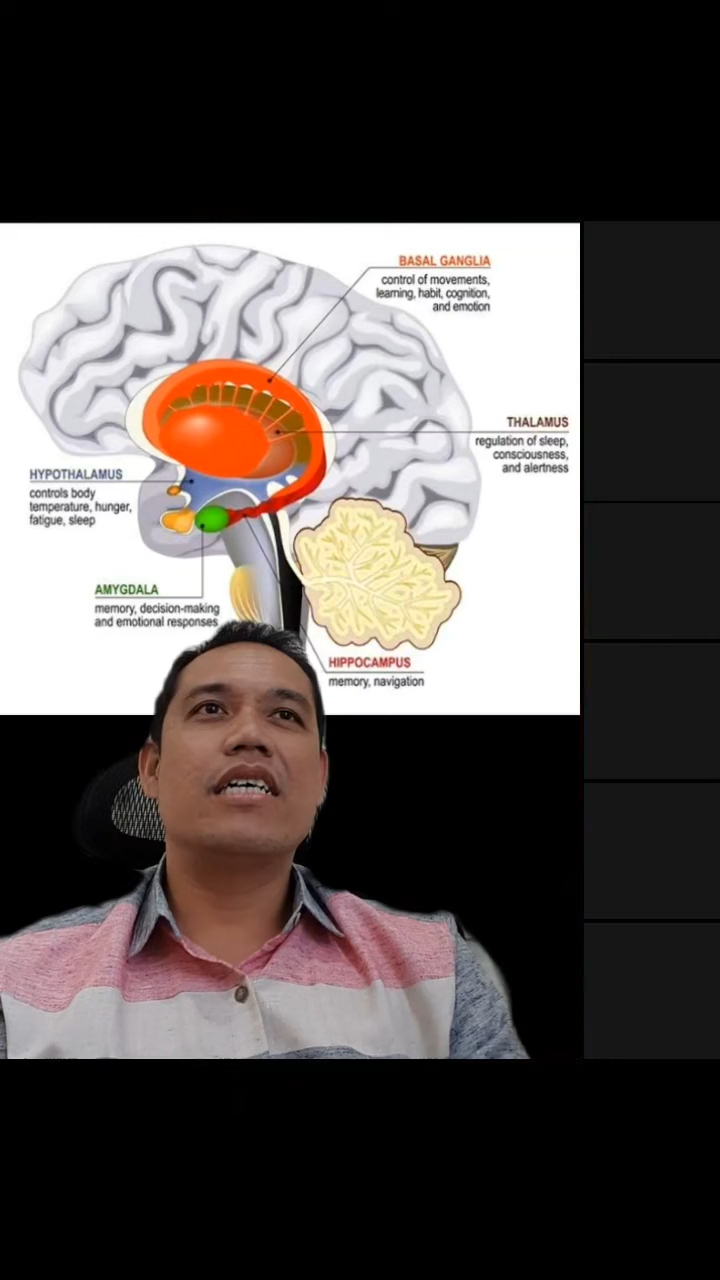 BASAL GANGLIA
control of movements,
learning, habit, cognition,
and emotion
THALAMUS
regulation of sleep,
consciousness,
and alertness
HYPOTHALAMUS
controls body
temperature, hunger,
fatigue, sleep
AMYGDALA
memory, decision-making
and emotional responses
HIPPOCAMPUS
memory, navigation